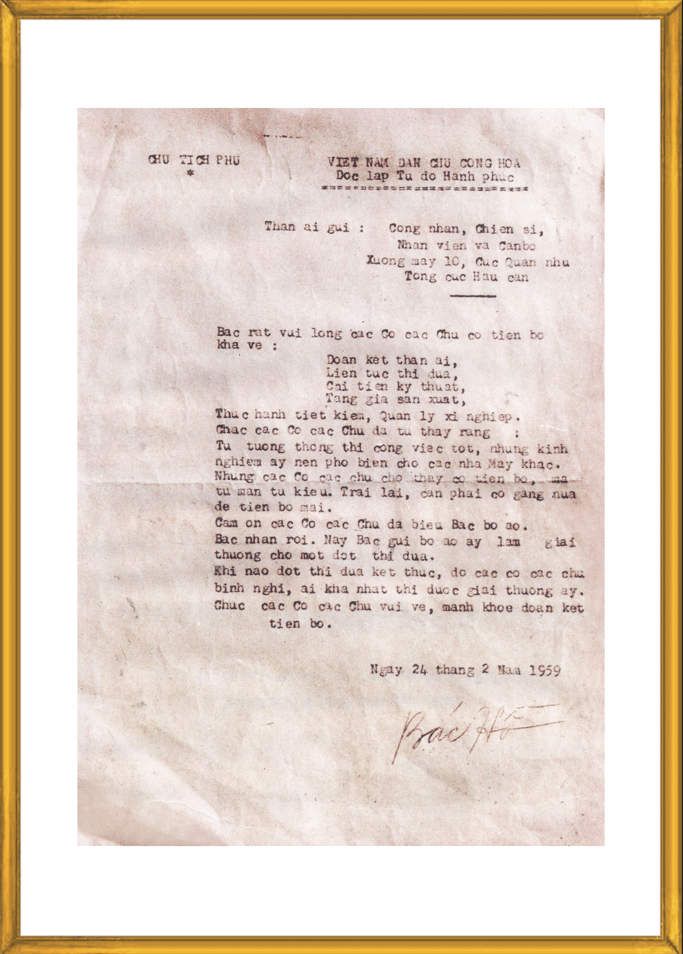 CHU TICH PHU
*
VIET NAM DAN CHU CONG HOA
Doc lap Tu do Hanh phuc
Than ai gui : Cong nhan, Chien si,
Nhan vien va Canbo
Xuong may 10, Cuc Quan nhu
Tong cuc Hau can
Bac rat vui long cac Co cac Chu co tien bo
kha ve :
Doan ket than ai,
Lien tuc thi dua,
Cai tien ky thuat,
Tang gia san xuat,
Thuc hanh tiet kiem, Quan ly xi nghiep.
Chac cac Co cac Chu da tu thay rang :
Tu tuong thong thi cong viec tot, nhung kinh
nghiem ay nen pho bien cho cac nha May khac.
Nhung cac Co cac chu cho thay co tien bo, ma
tu man tu kieu. Trai lai, can phai co gang nua
de tien bo mai.
Cam on cac Co cac Chu da bieu Bac bo ao.
Bac nhan roi. Nay Bac gui bo ao ay lam giai
thuong cho mot dot thi dua.
Khi nao dot thi dua ket thuc, do cac co cac chu
binh nghi, ai kha nhat thi duoc giai thuong ay.
Chuc cac Co cac Chu vui ve, manh khoe doan ket
tien bo.
Ngay 24 thang 2 Nam 1959
Bác Hồ